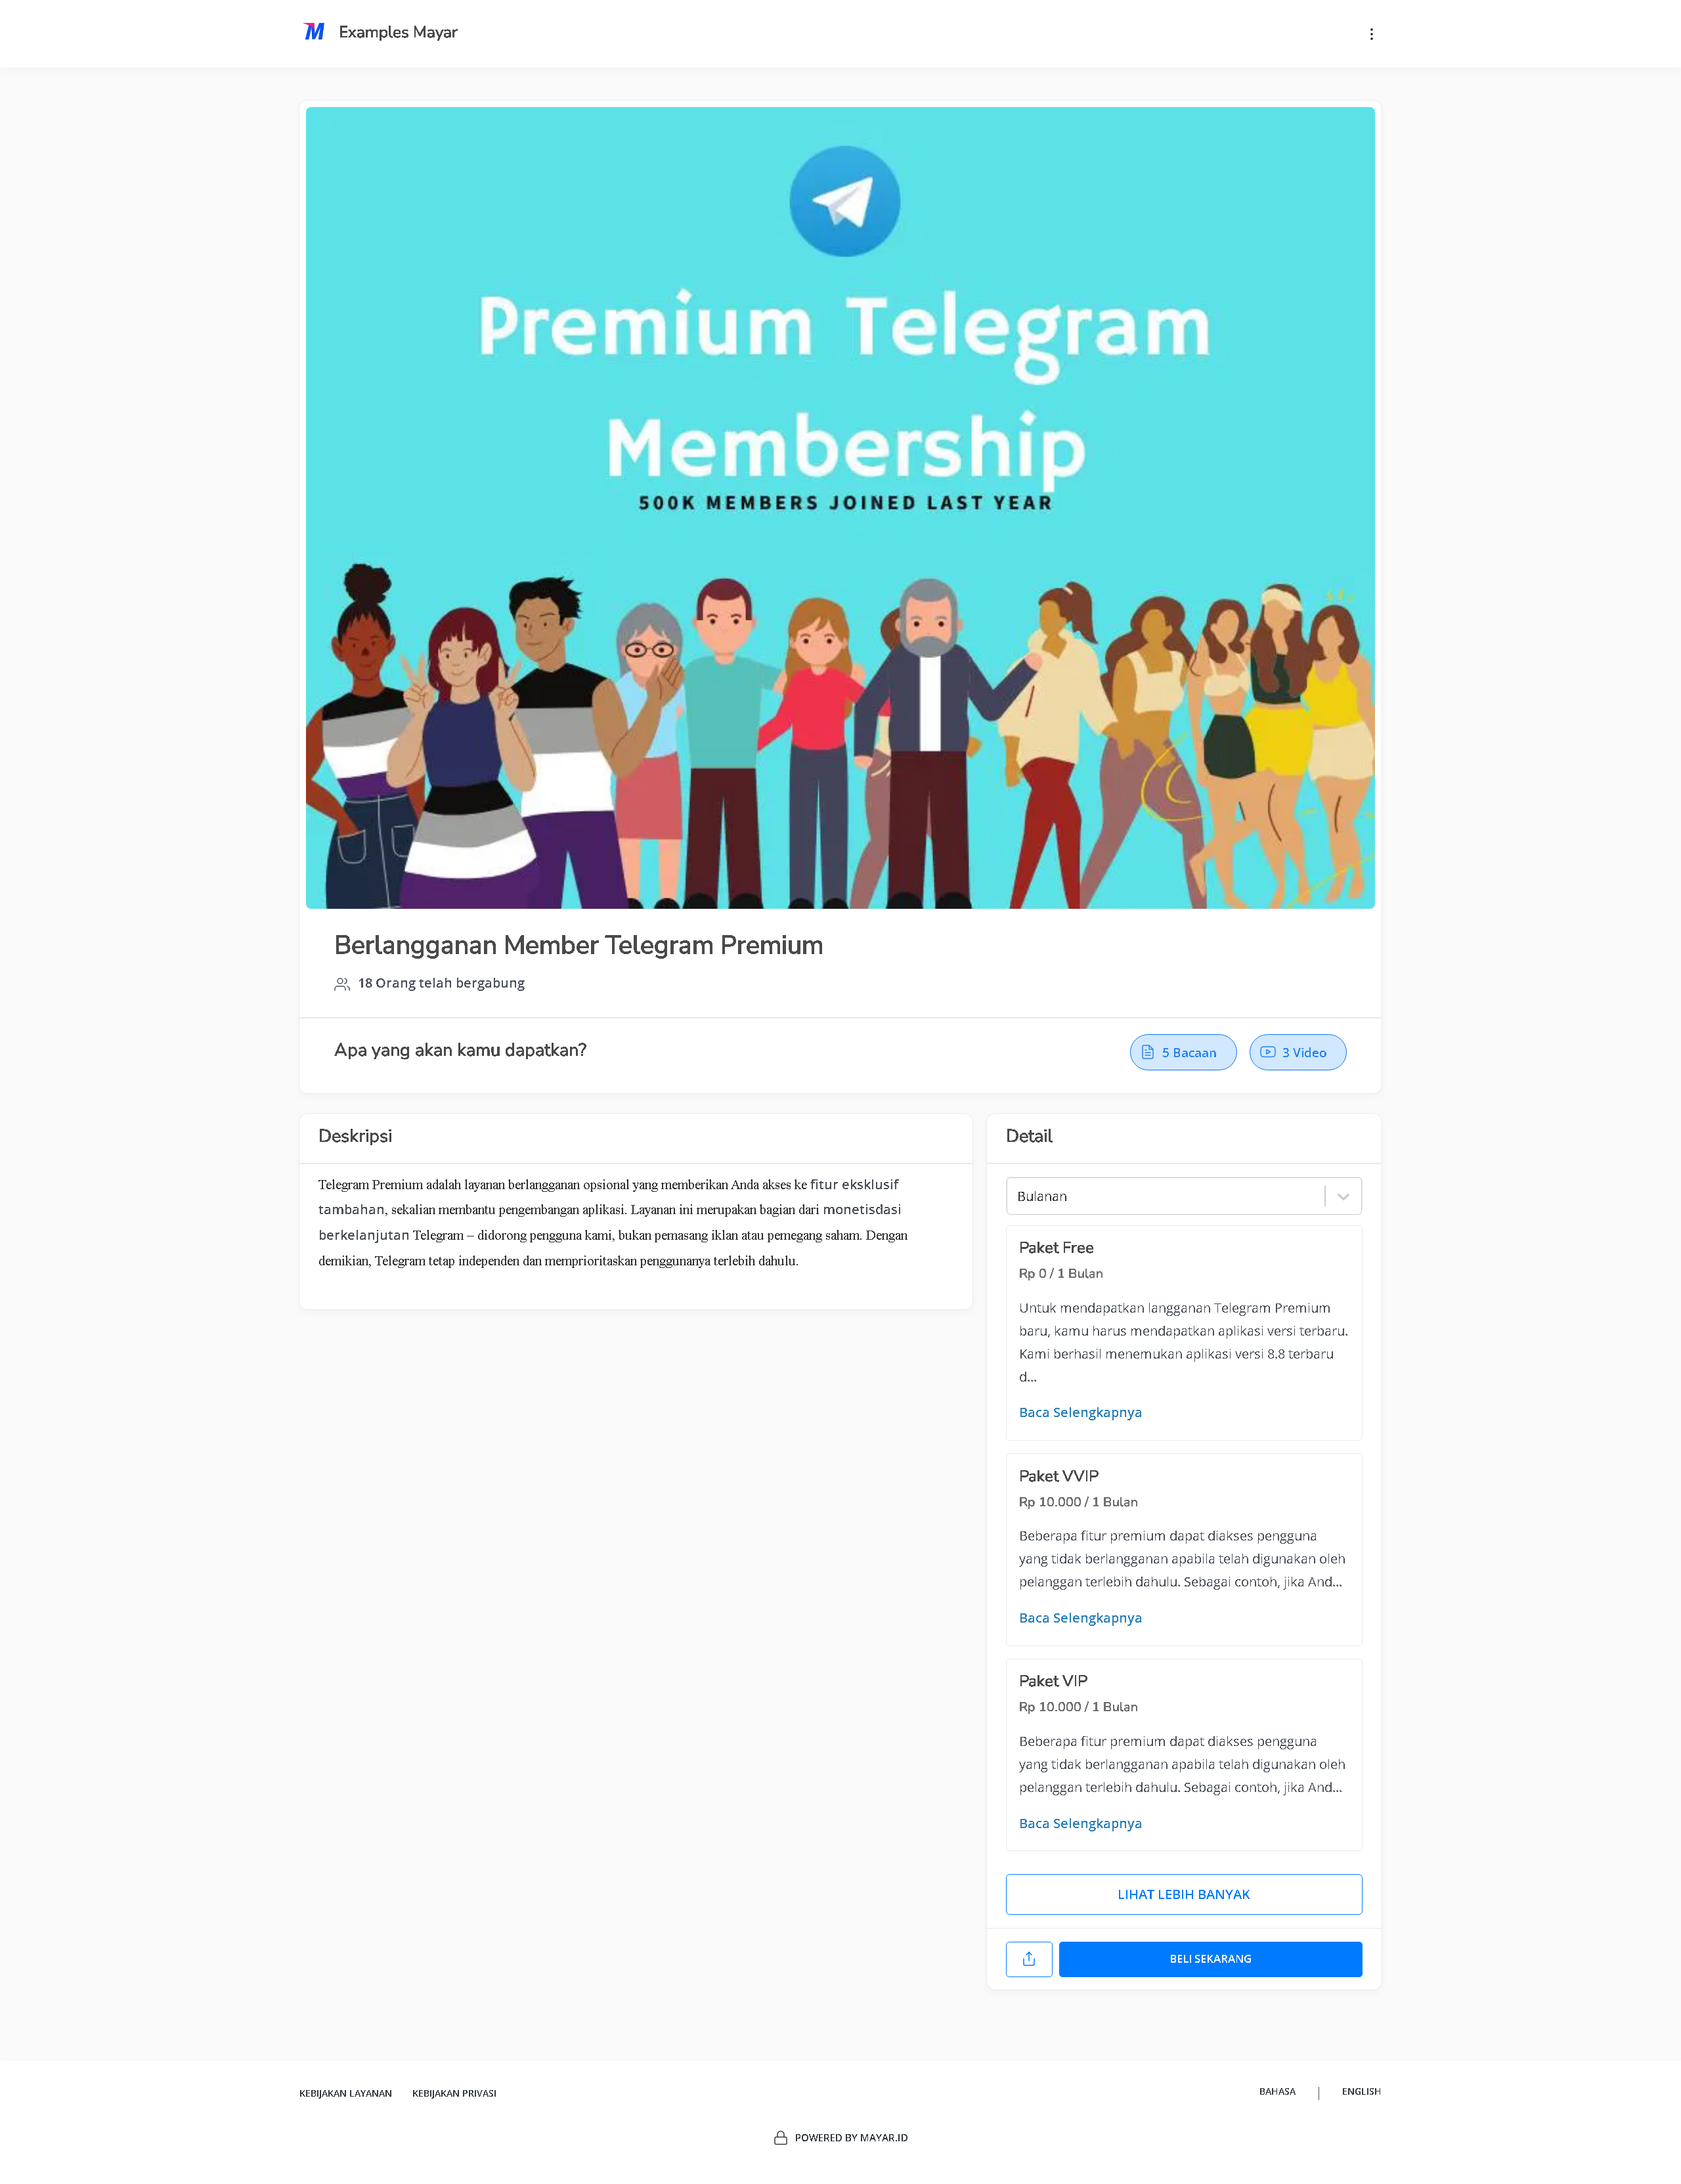 Examples Mayar
Premium Telegram
Membership
500K MEMBERS JOINED LAST YEAR
Berlangganan Member Telegram Premium
18 Orang telah bergabung
Apa yang akan kamu dapatkan?
5 Bacaan
3 Video
Deskripsi
Telegram Premium adalah layanan berlangganan opsional yang memberikan Anda akses ke fitur eksklusif
tambahan, sekalian membantu pengembangan aplikasi. Layanan ini merupakan bagian dari monetisdasi
berkelanjutan Telegram – didorong pengguna kami, bukan pemasang iklan atau pemegang saham. Dengan
demikian, Telegram tetap independen dan memprioritaskan penggunanya terlebih dahulu.
Detail
Bulanan
Paket Free
Rp 0 / 1 Bulan
Untuk mendapatkan langganan Telegram Premium
baru, kamu harus mendapatkan aplikasi versi terbaru.
Kami berhasil menemukan aplikasi versi 8.8 terbaru
d...
Baca Selengkapnya
Paket VVIP
Rp 10.000 / 1 Bulan
Beberapa fitur premium dapat diakses pengguna
yang tidak berlangganan apabila telah digunakan oleh
pelanggan terlebih dahulu. Sebagai contoh, jika And...
Baca Selengkapnya
Paket VIP
Rp 10.000 / 1 Bulan
Beberapa fitur premium dapat diakses pengguna
yang tidak berlangganan apabila telah digunakan oleh
pelanggan terlebih dahulu. Sebagai contoh, jika And...
Baca Selengkapnya
LIHAT LEBIH BANYAK
BELI SEKARANG
KEBIJAKAN LAYANAN KEBIJAKAN PRIVASI
BAHASA | ENGLISH
POWERED BY MAYAR.ID